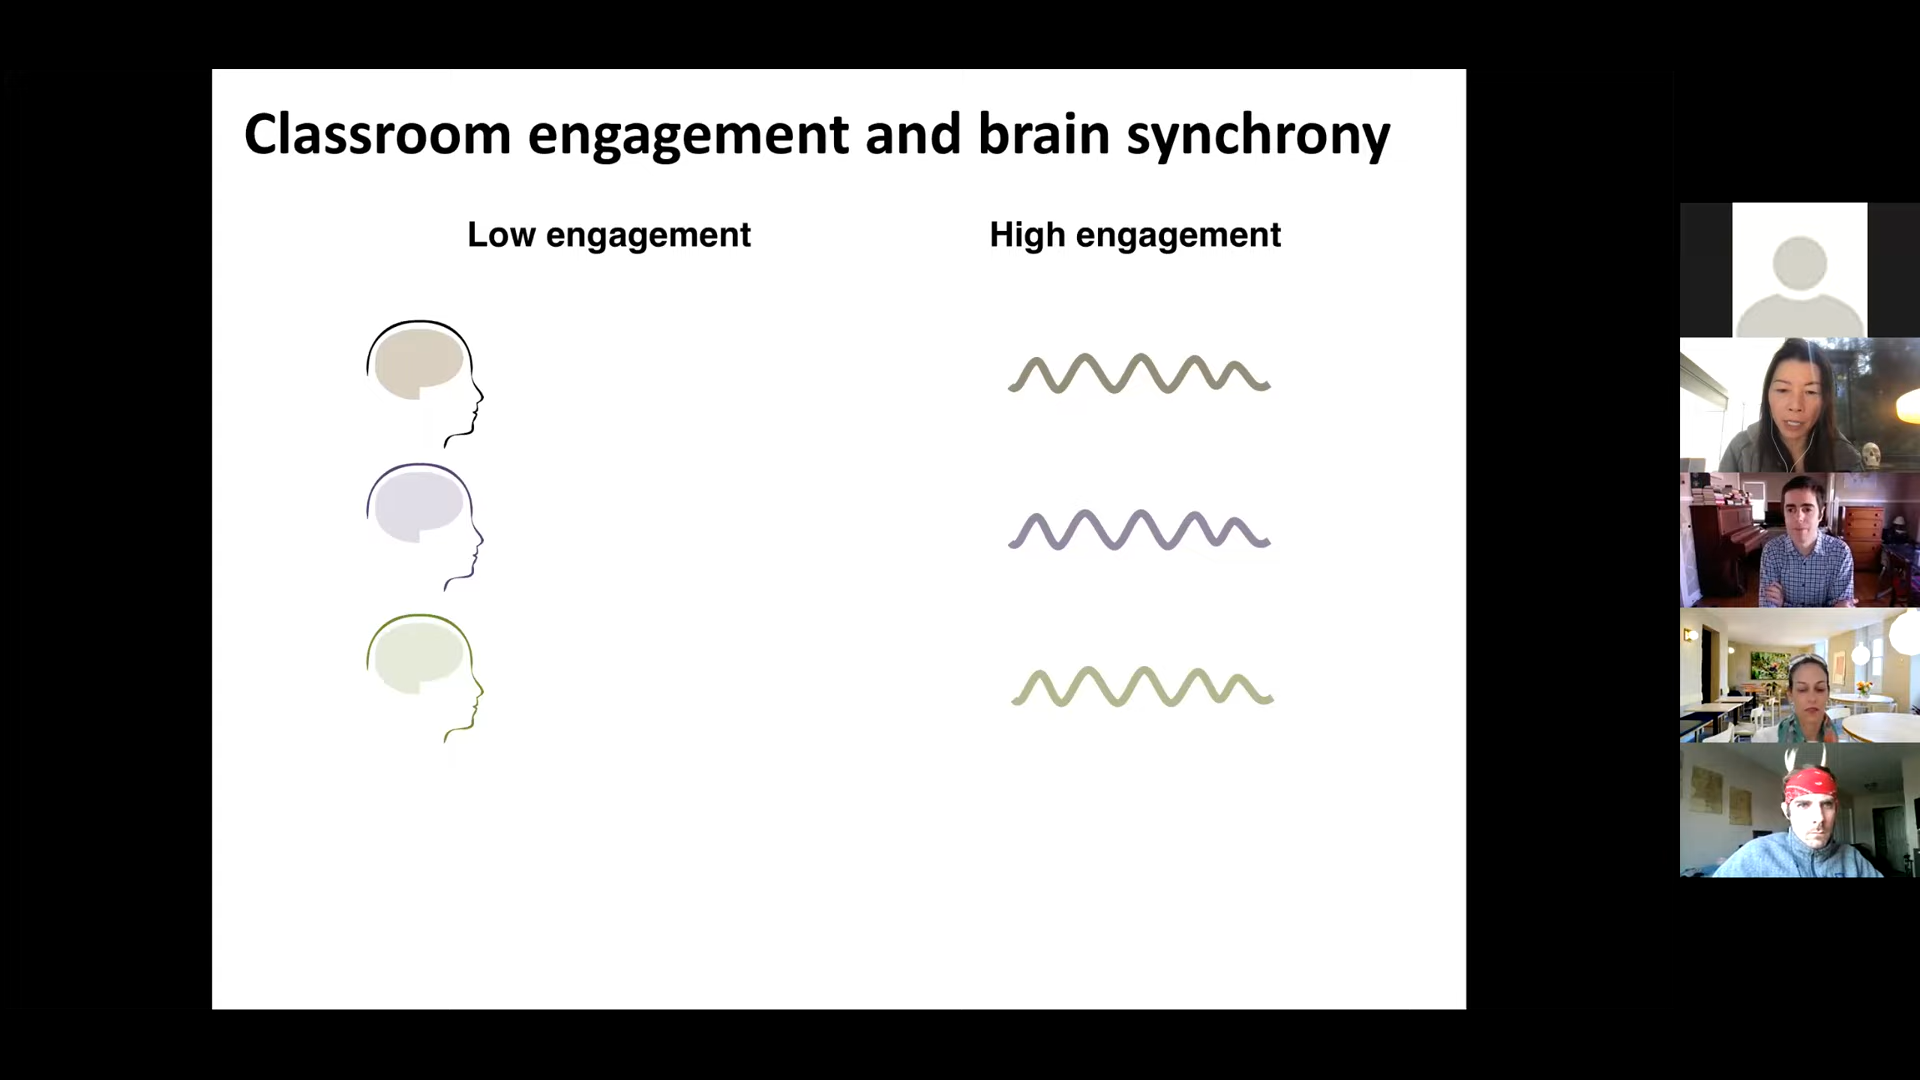 Classroom engagement and brain synchrony
Low engagement
High engagement